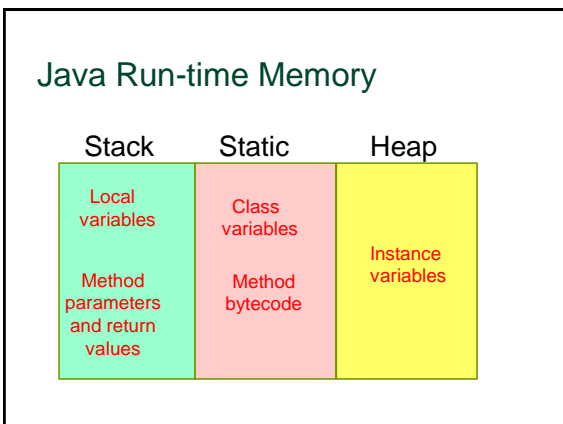 Java Run-time Memory
Stack Static Heap
Local
variables
Method
parameters
and return
values
Class
variables
Method
bytecode
Instance
variables